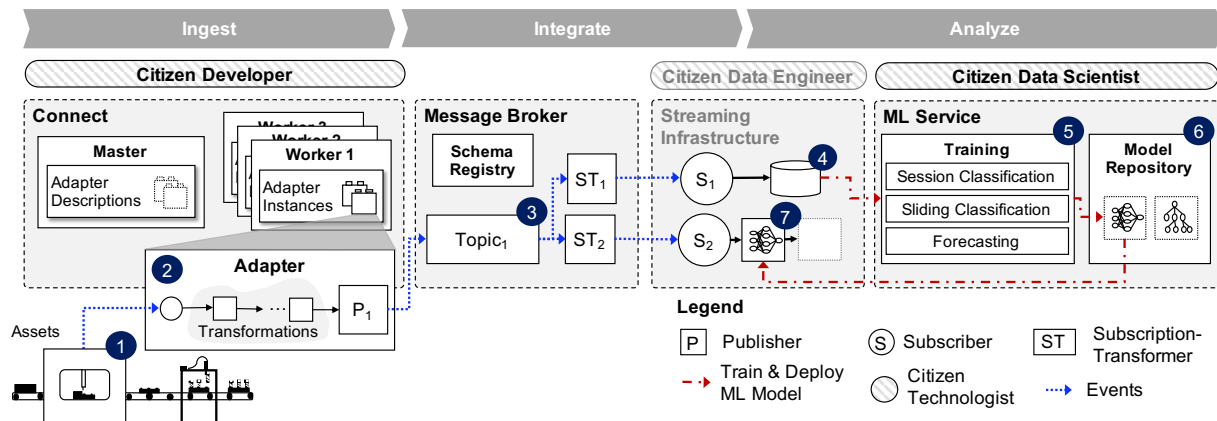 Ingest
Integrate
Analyze
Citizen Developer
Citizen Data Engineer
Citizen Data Scientist
Connect
Master
Adapter
Descriptions
Worker 2
Worker 1
Adapter
Instances
Message Broker
Schema
Registry
ST1
3
Topic1
ST2
Streaming
Infrastructure
S1
4
S2
7
ML Service
Training
5
Session Classification
Sliding Classification
Forecasting
Model
Repository
6
2
Adapter
Transformations
...
P1
Assets
1
Legend
P
Publisher
S
Subscriber
ST
Subscription-
Transformer
Train & Deploy
ML Model
Citizen
Technologist
Events